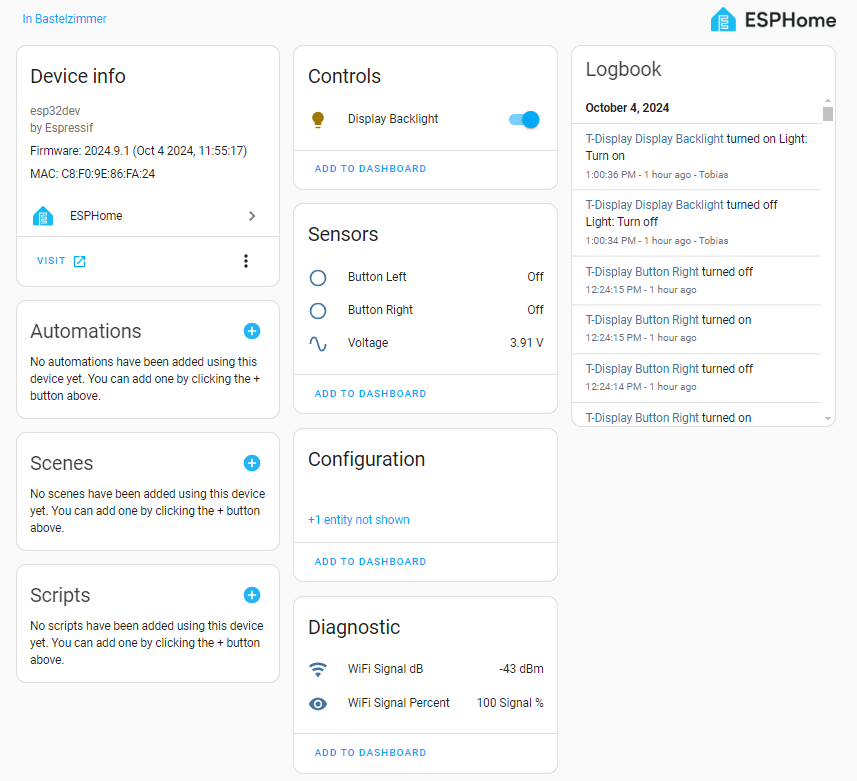 In Bastelzimmer
ESPHome
Device info
esp32dev
by Espressif
Firmware: 2024.9.1 (Oct 4 2024, 11:55:17)
MAC: C8:F0:9E:86:FA:24
ESPHome
VISIT
Automations
No automations have been added using this
device yet. You can add one by clicking the +
button above.
Scenes
No scenes have been added using this device
yet. You can add one by clicking the + button
above.
Scripts
No scripts have been added using this device
yet. You can add one by clicking the + button
above.
Controls
Display Backlight
ADD TO DASHBOARD
Sensors
Button Left Off
Button Right Off
Voltage 3.91 V
ADD TO DASHBOARD
Configuration
+1 entity not shown
ADD TO DASHBOARD
Diagnostic
WiFi Signal dB -43 dBm
WiFi Signal Percent 100 Signal %
ADD TO DASHBOARD
Logbook
October 4, 2024
T-Display Display Backlight turned on Light:
Turn on
1:00:36 PM - 1 hour ago - Tobias
T-Display Display Backlight turned off
Light: Turn off
1:00:34 PM - 1 hour ago - Tobias
T-Display Button Right turned off
12:24:15 PM - 1 hour ago
T-Display Button Right turned on
12:24:15 PM - 1 hour ago
T-Display Button Right turned off
12:24:14 PM - 1 hour ago
T-Display Button Right turned on